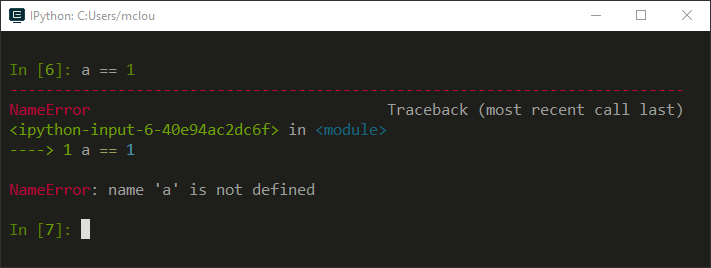 IPython: C:Users/mclou
In [6]: a == 1
---------------------------------------------------------------------------
NameError                                 Traceback (most recent call last)
<ipython-input-6-40e94ac2dc6f> in <module>
----> 1 a == 1

NameError: name 'a' is not defined

In [7]: